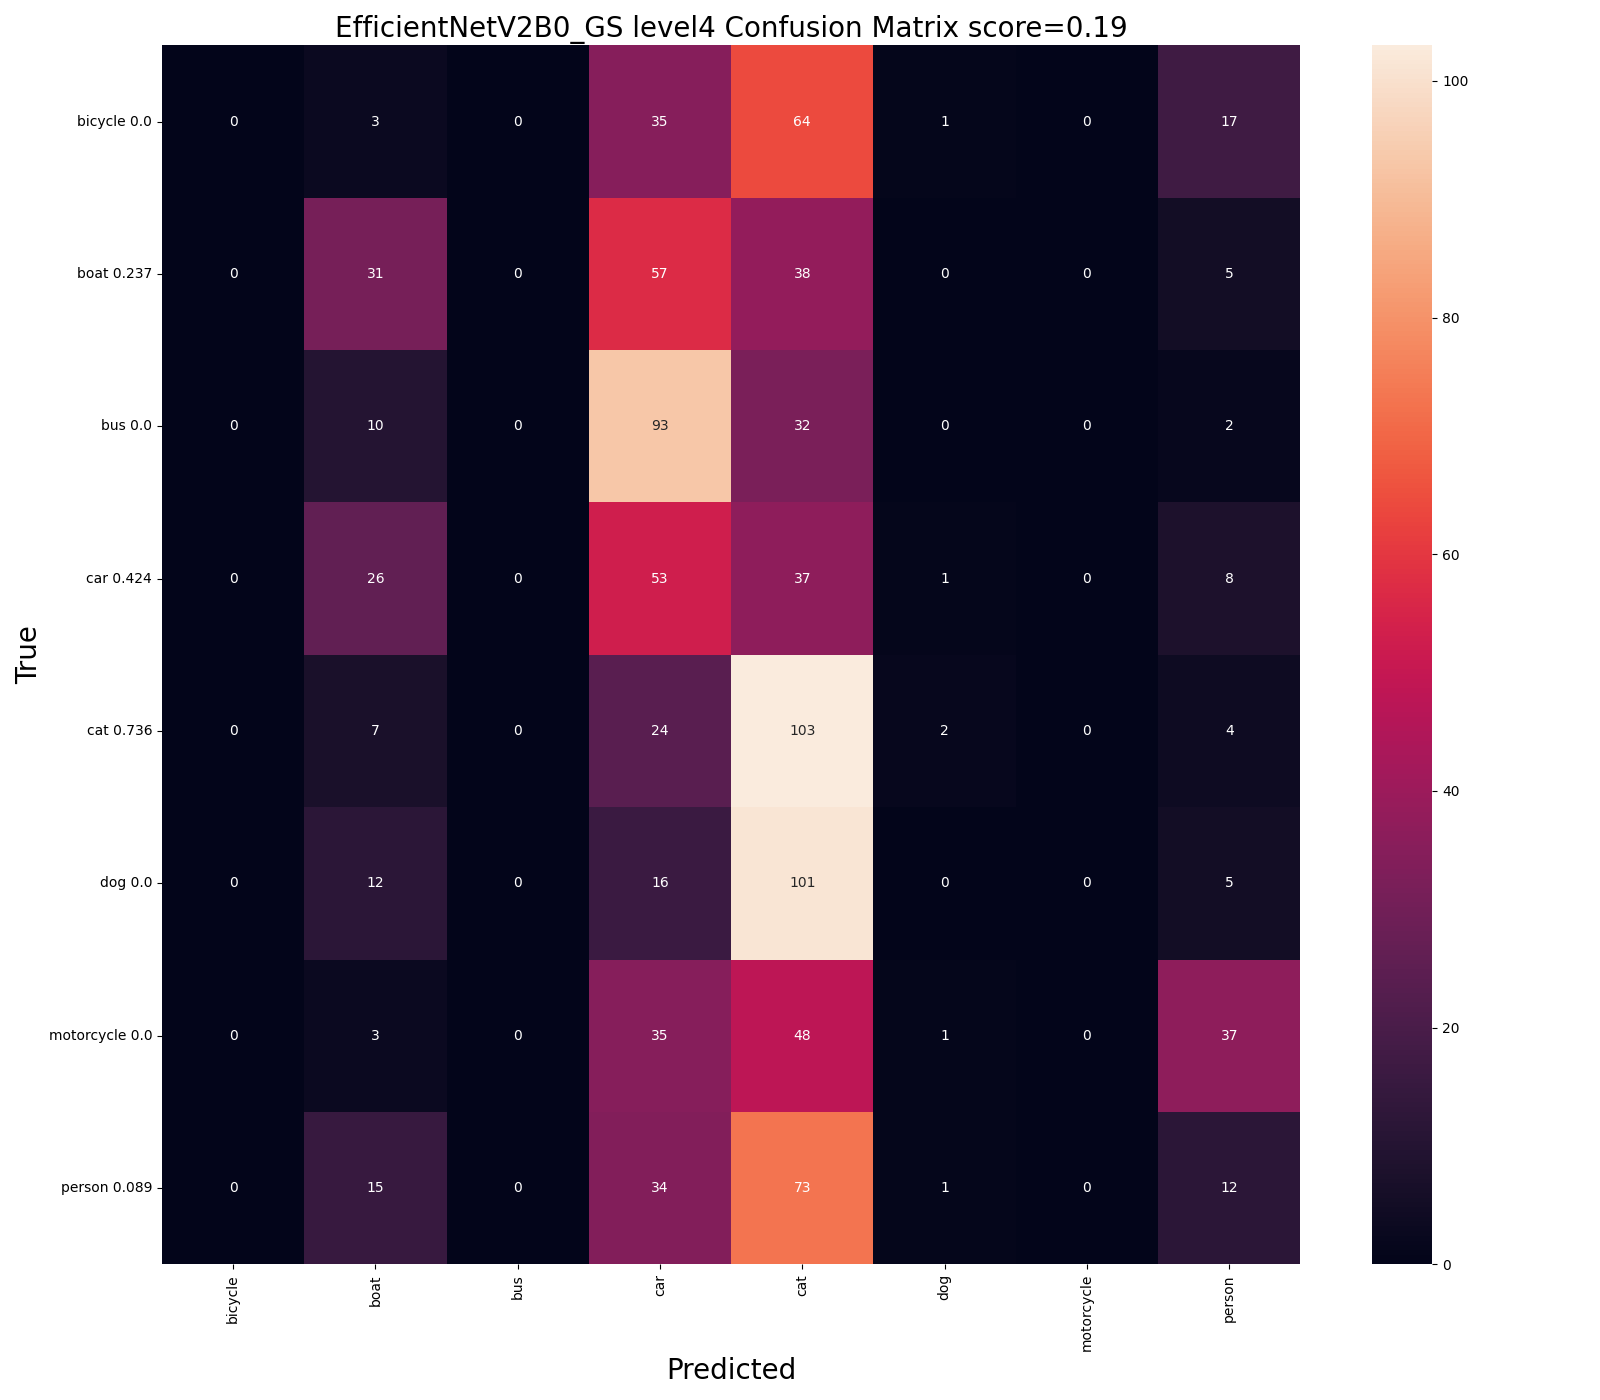 EfficientNetV2B0_GS level4 Confusion Matrix score=0.19
True
bicycle 0.0 0 3 0 35 64 1 0 17
boat 0.237 0 31 0 57 38 0 0 5
bus 0.0 0 10 0 93 32 0 0 2
car 0.424 0 26 0 53 37 1 0 8
cat 0.736 0 7 0 24 103 2 0 4
dog 0.0 0 12 0 16 101 0 0 5
motorcycle 0.0 0 3 0 35 48 1 0 37
person 0.089 0 15 0 34 73 1 0 12
bicycle boat bus car cat dog motorcycle person
Predicted
100
80
60
40
20
0